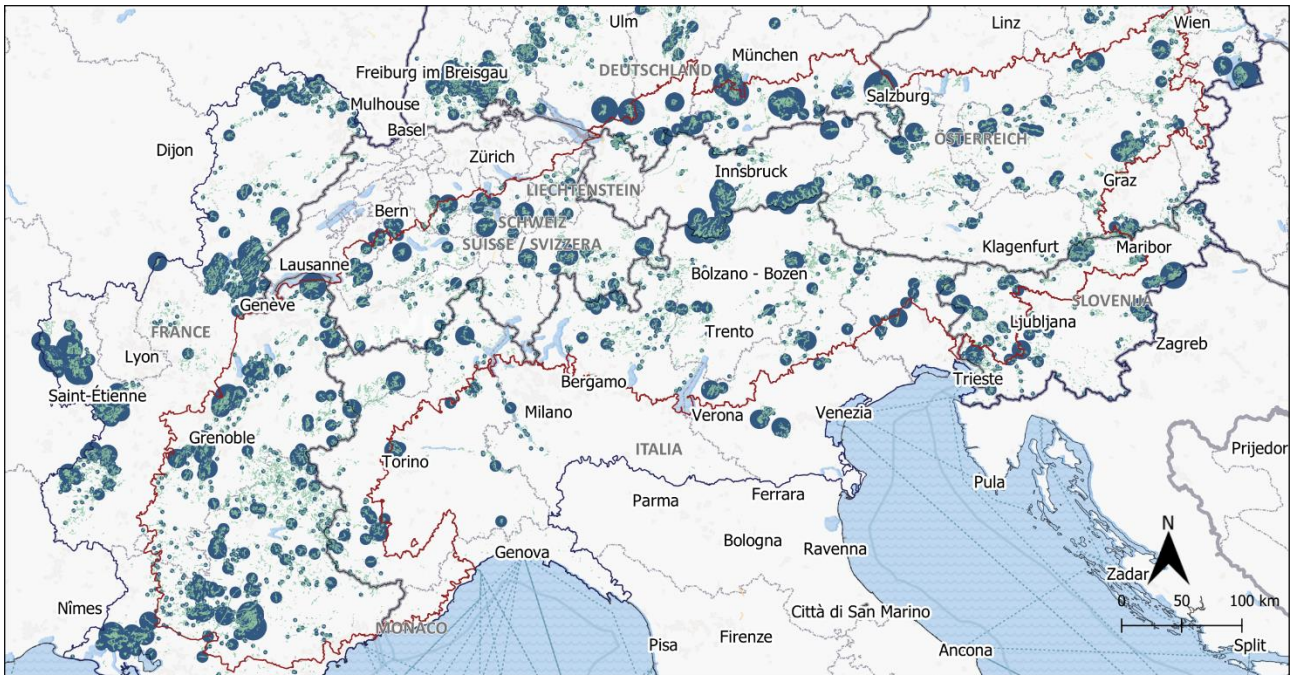 Ulm
Linz
Wien
München
DEUTSCHLAND
Freiburg im Breisgau
Mulhouse
Basel
Salzburg
Dijon
Zürich
ÖSTERREICH
Innsbruck
LIECHTENSTEIN
Graz
Bern
SCHWEIZ
SUISSE / SVIZZERA
Klagenfurt
Maribor
Lausanne
Bolzano - Bozen
Genève
SLOVENIJA
FRANCE
Ljubljana
Trento
Lyon
Zagreb
Bergamo
Trieste
Saint-Étienne
Milano
Verona
Venezia
Grenoble
ITALIA
Prijedor
Torino
Pula
Parma
Ferrara
N
Bologna
Ravenna
Genova
Zadar
0 50 100 km
Nîmes
Città di San Marino
MONACO
Pisa
Firenze
Ancona
Split